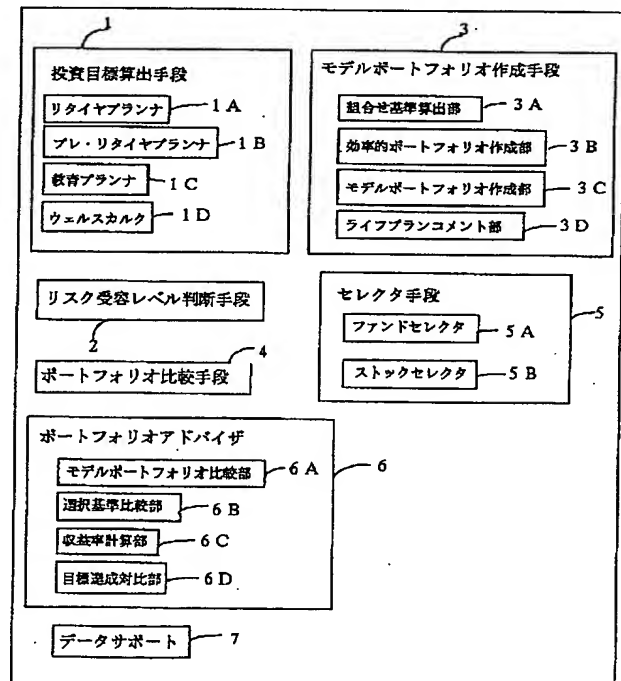 1
投資目標算出手段
リタイヤプランナ 1A
プレ・リタイヤプランナ 1B
教育プランナ 1C
ウェルスカルク 1D
3
モデルポートフォリオ作成手段
組合せ基準算出部 3A
効率的ポートフォリオ作成部 3B
モデルポートフォリオ作成部 3C
ライフプランコメント部 3D
リスク受容レベル判断手段
2
ポートフォリオ比較手段
4
セレクタ手段
ファンドセレクタ 5A
ストックセレクタ 5B
5
ポートフォリオアドバイザ
モデルポートフォリオ比較部 6A
選択基準比較部 6B
収益率計算部 6C
目標達成対比部 6D
6
データサポート 7